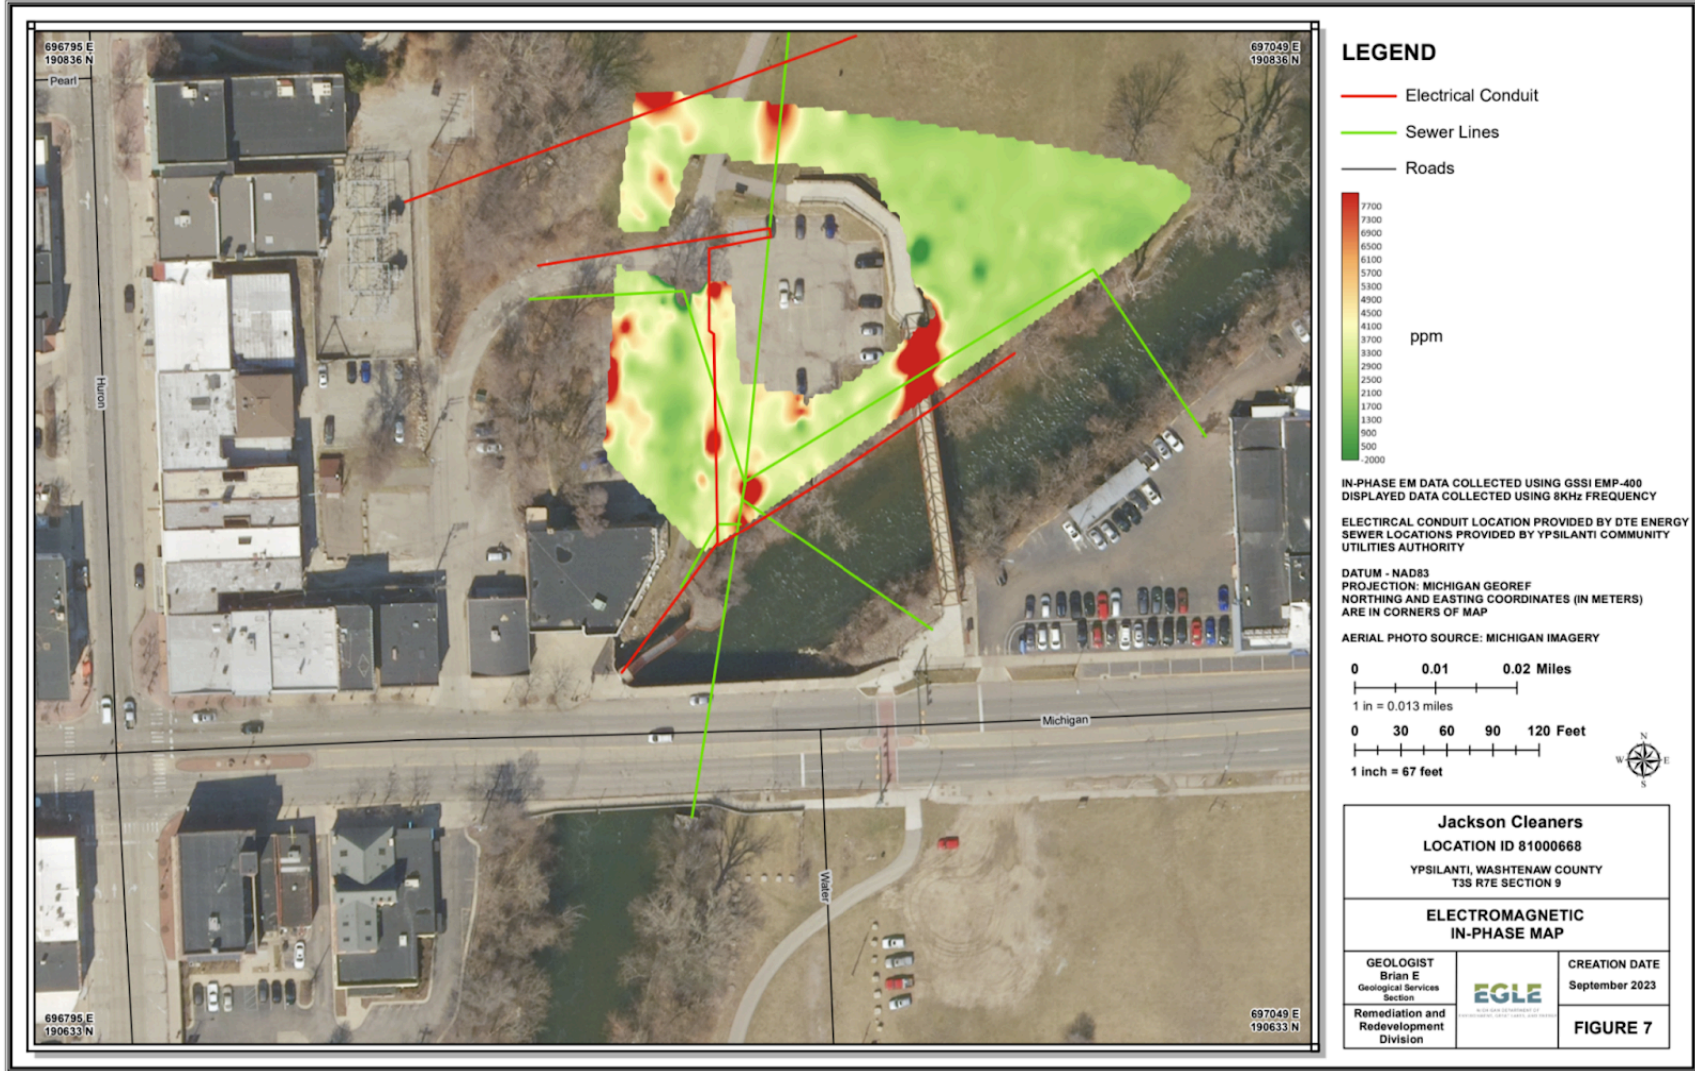 696795 E
190836 N
697049 E
190836 N
Pearl
Huron
Michigan
Water
696795 E
190633 N
697049 E
190633 N
LEGEND
Electrical Conduit
Sewer Lines
Roads
7700
7300
6900
6500
6100
5700
5300
4900
4500
4100
3700
3300
2900
2500
2100
1700
1300
900
500
-2000
ppm
IN-PHASE EM DATA COLLECTED USING GSSI EMP-400
DISPLAYED DATA COLLECTED USING 8KHz FREQUENCY
ELECTIRCAL CONDUIT LOCATION PROVIDED BY DTE ENERGY
SEWER LOCATIONS PROVIDED BY YPSILANTI COMMUNITY
UTILITIES AUTHORITY
DATUM - NAD83
PROJECTION: MICHIGAN GEOREF
NORTHING AND EASTING COORDINATES (IN METERS)
ARE IN CORNERS OF MAP
AERIAL PHOTO SOURCE: MICHIGAN IMAGERY
0 0.01 0.02 Miles
1 in = 0.013 miles
0 30 60 90 120 Feet
1 inch = 67 feet
N
W E
S
Jackson Cleaners
LOCATION ID 81000668
YPSILANTI, WASHTENAW COUNTY
T3S R7E SECTION 9
ELECTROMAGNETIC
IN-PHASE MAP
GEOLOGIST
Brian E
Geological Services
Section
Remediation and
Redevelopment
Division
EGLE
CREATION DATE
September 2023
FIGURE 7